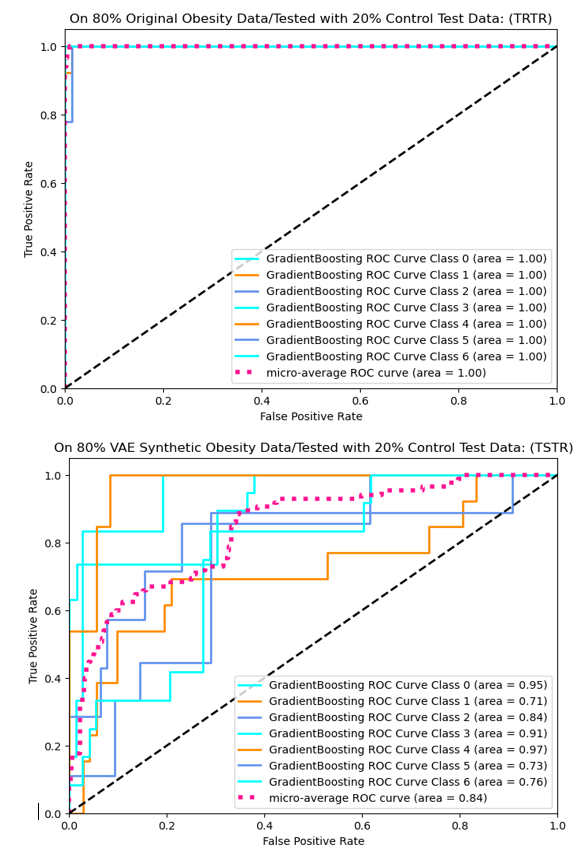 On 80% Original Obesity Data/Tested with 20% Control Test Data: (TRTR)
1.0
0.8
0.6
0.4
0.2
0.0
True Positive Rate
GradientBoosting ROC Curve Class 0 (area = 1.00)
GradientBoosting ROC Curve Class 1 (area = 1.00)
GradientBoosting ROC Curve Class 2 (area = 1.00)
GradientBoosting ROC Curve Class 3 (area = 1.00)
GradientBoosting ROC Curve Class 4 (area = 1.00)
GradientBoosting ROC Curve Class 5 (area = 1.00)
GradientBoosting ROC Curve Class 6 (area = 1.00)
micro-average ROC curve (area = 1.00)
0.0 0.2 0.4 0.6 0.8 1.0
False Positive Rate
On 80% VAE Synthetic Obesity Data/Tested with 20% Control Test Data: (TSTR)
1.0
0.8
0.6
0.4
0.2
0.0
True Positive Rate
GradientBoosting ROC Curve Class 0 (area = 0.95)
GradientBoosting ROC Curve Class 1 (area = 0.71)
GradientBoosting ROC Curve Class 2 (area = 0.84)
GradientBoosting ROC Curve Class 3 (area = 0.91)
GradientBoosting ROC Curve Class 4 (area = 0.97)
GradientBoosting ROC Curve Class 5 (area = 0.73)
GradientBoosting ROC Curve Class 6 (area = 0.76)
micro-average ROC curve (area = 0.84)
0.0 0.2 0.4 0.6 0.8 1.0
False Positive Rate